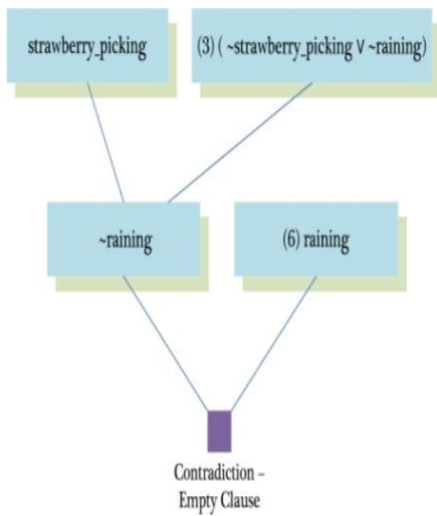 strawberry_picking
(3) ( ~strawberry_picking V ~raining)
~raining
(6) raining
Contradiction –
Empty Clause